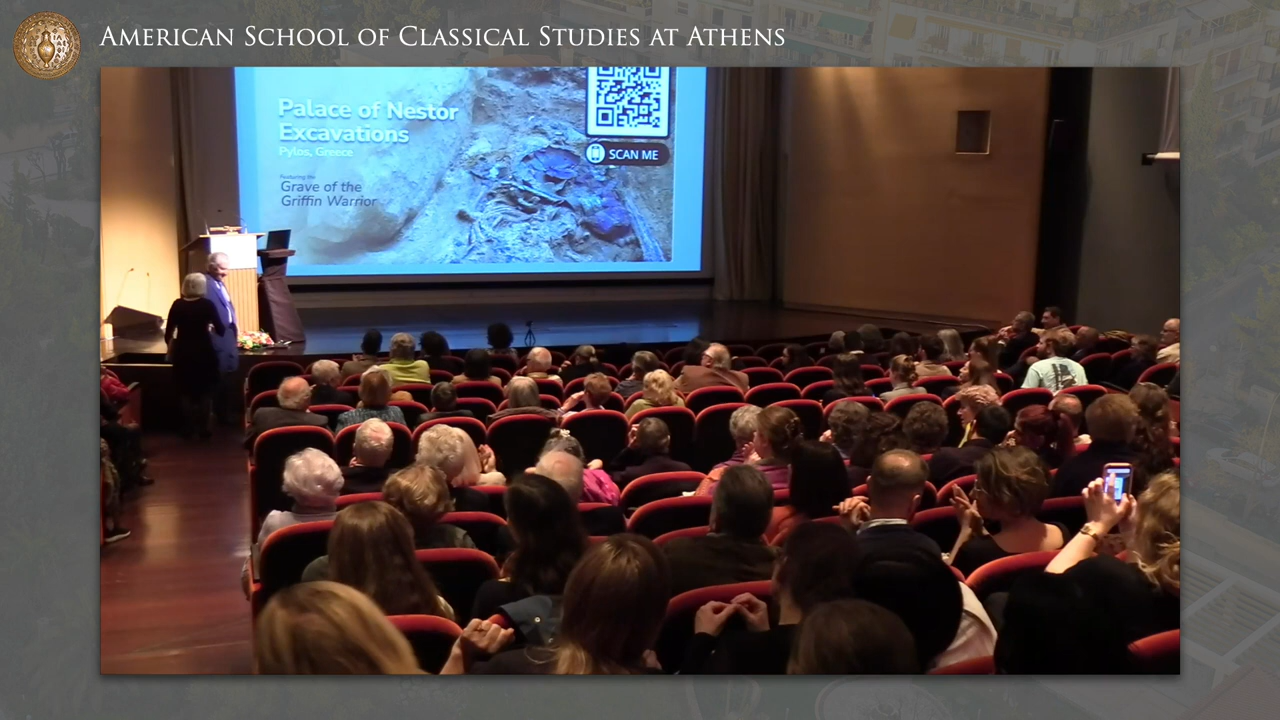 American School of Classical Studies at Athens
Palace of Nestor
Excavations
Pylos, Greece
Featuring the
Grave of the
Griffin Warrior
SCAN ME